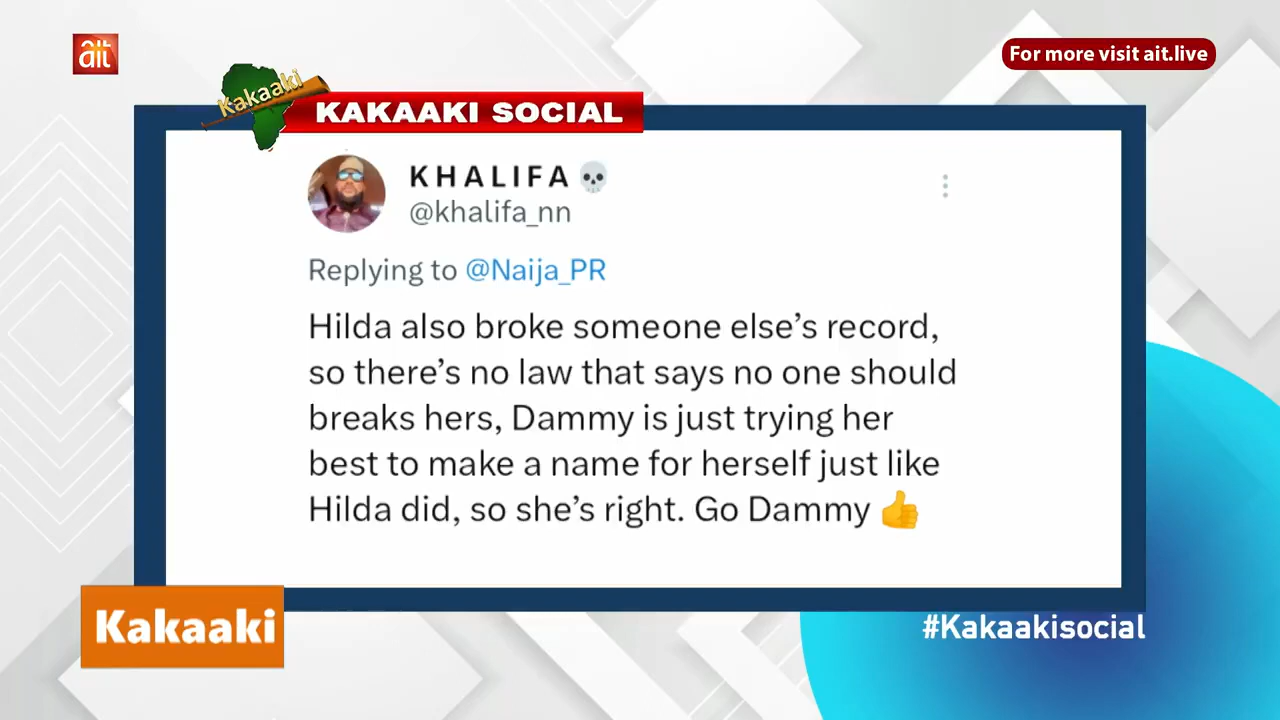 ait
For more visit ait.live
Kakaaki
KAKAAKI SOCIAL
KHALIFA💀
@khalifa_nn
Replying to @Naija_PR
Hilda also broke someone else’s record,
so there’s no law that says no one should
breaks hers, Dammy is just trying her
best to make a name for herself just like
Hilda did, so she’s right. Go Dammy 👍
Kakaaki
#Kakaakisocial